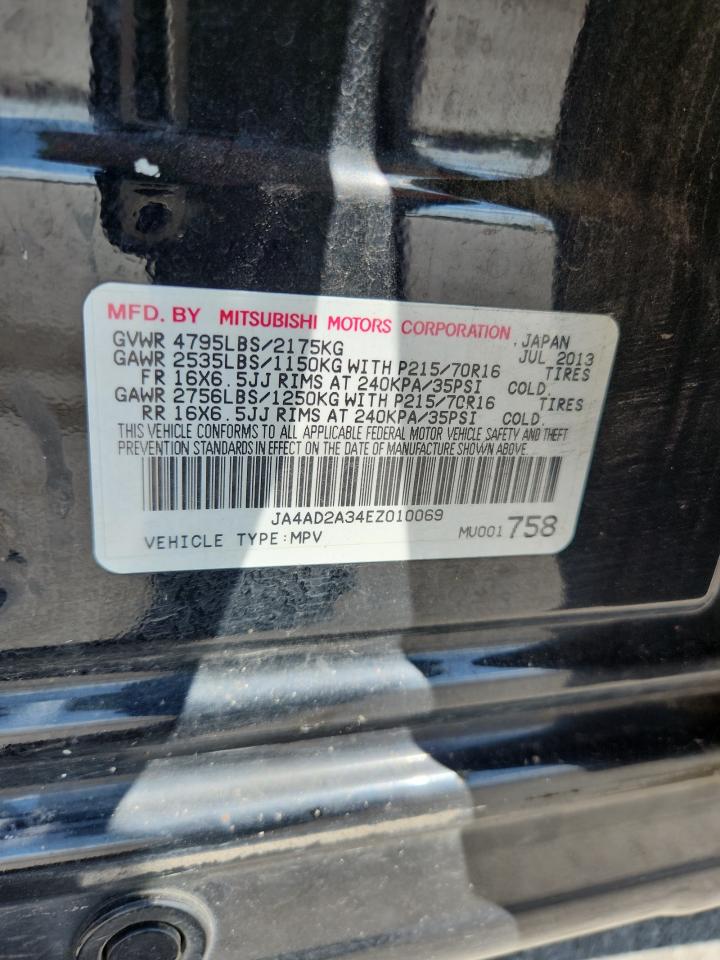 MFD. BY MITSUBISHI MOTORS CORPORATION, JAPAN
GVWR 4795LBS/2175KG JUL 2013
GAWR 2535LBS/1150KG WITH P215/70R16 TIRES
FR 16X6.5JJ RIMS AT 240KPA/35PSI COLD.
GAWR 2756LBS/1250KG WITH P215/70R16 TIRES
RR 16X6.5JJ RIMS AT 240KPA/35PSI COLD.
THIS VEHICLE CONFORMS TO ALL APPLICABLE FEDERAL MOTOR VEHICLE SAFETY AND THEFT
PREVENTION STANDARDS IN EFFECT ON THE DATE OF MANUFACTURE SHOWN ABOVE.
JA4AD2A34EZ010069
VEHICLE TYPE:MPV MU001758